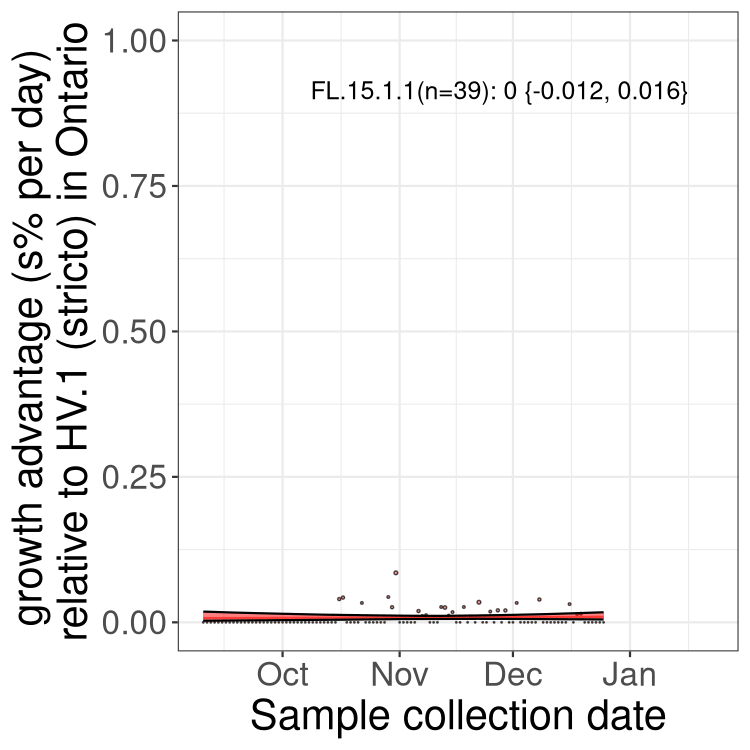 growth advantage (s% per day)
relative to HV.1 (stricto) in Ontario
1.00
0.75
0.50
0.25
0.00
FL.15.1.1(n=39): 0 {-0.012, 0.016}
Oct Nov Dec Jan
Sample collection date